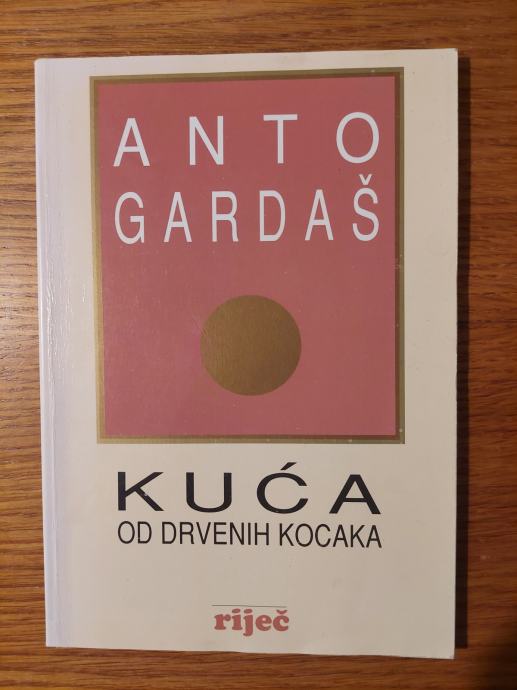 ANTO
GARDAŠ
KUĆA
OD DRVENIH KOCAKA
riječ